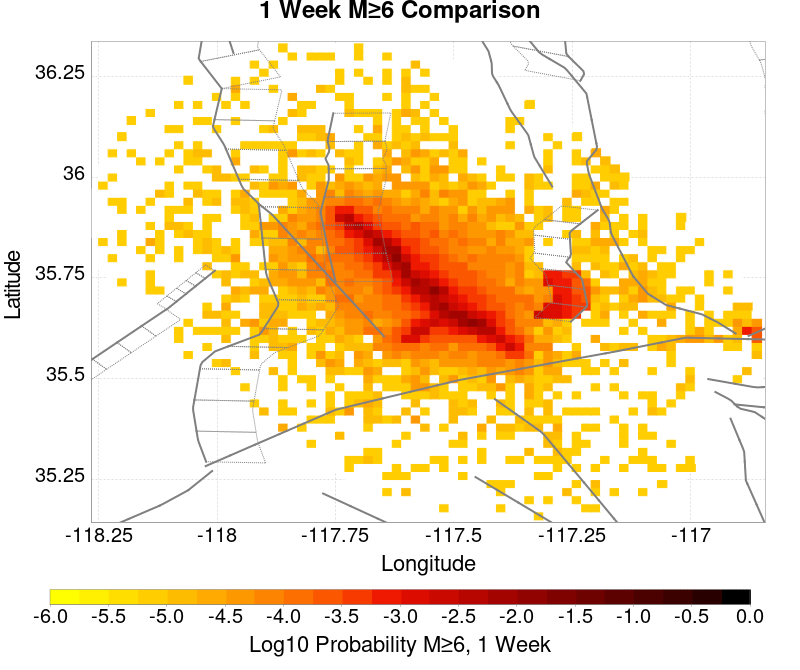 1 Week M≥6 Comparison
36.25
36
35.75
35.5
35.25
Latitude
-118.25 -118 -117.75 -117.5 -117.25 -117
Longitude
-6.0 -5.5 -5.0 -4.5 -4.0 -3.5 -3.0 -2.5 -2.0 -1.5 -1.0 -0.5 0.0
Log10 Probability M≥6, 1 Week